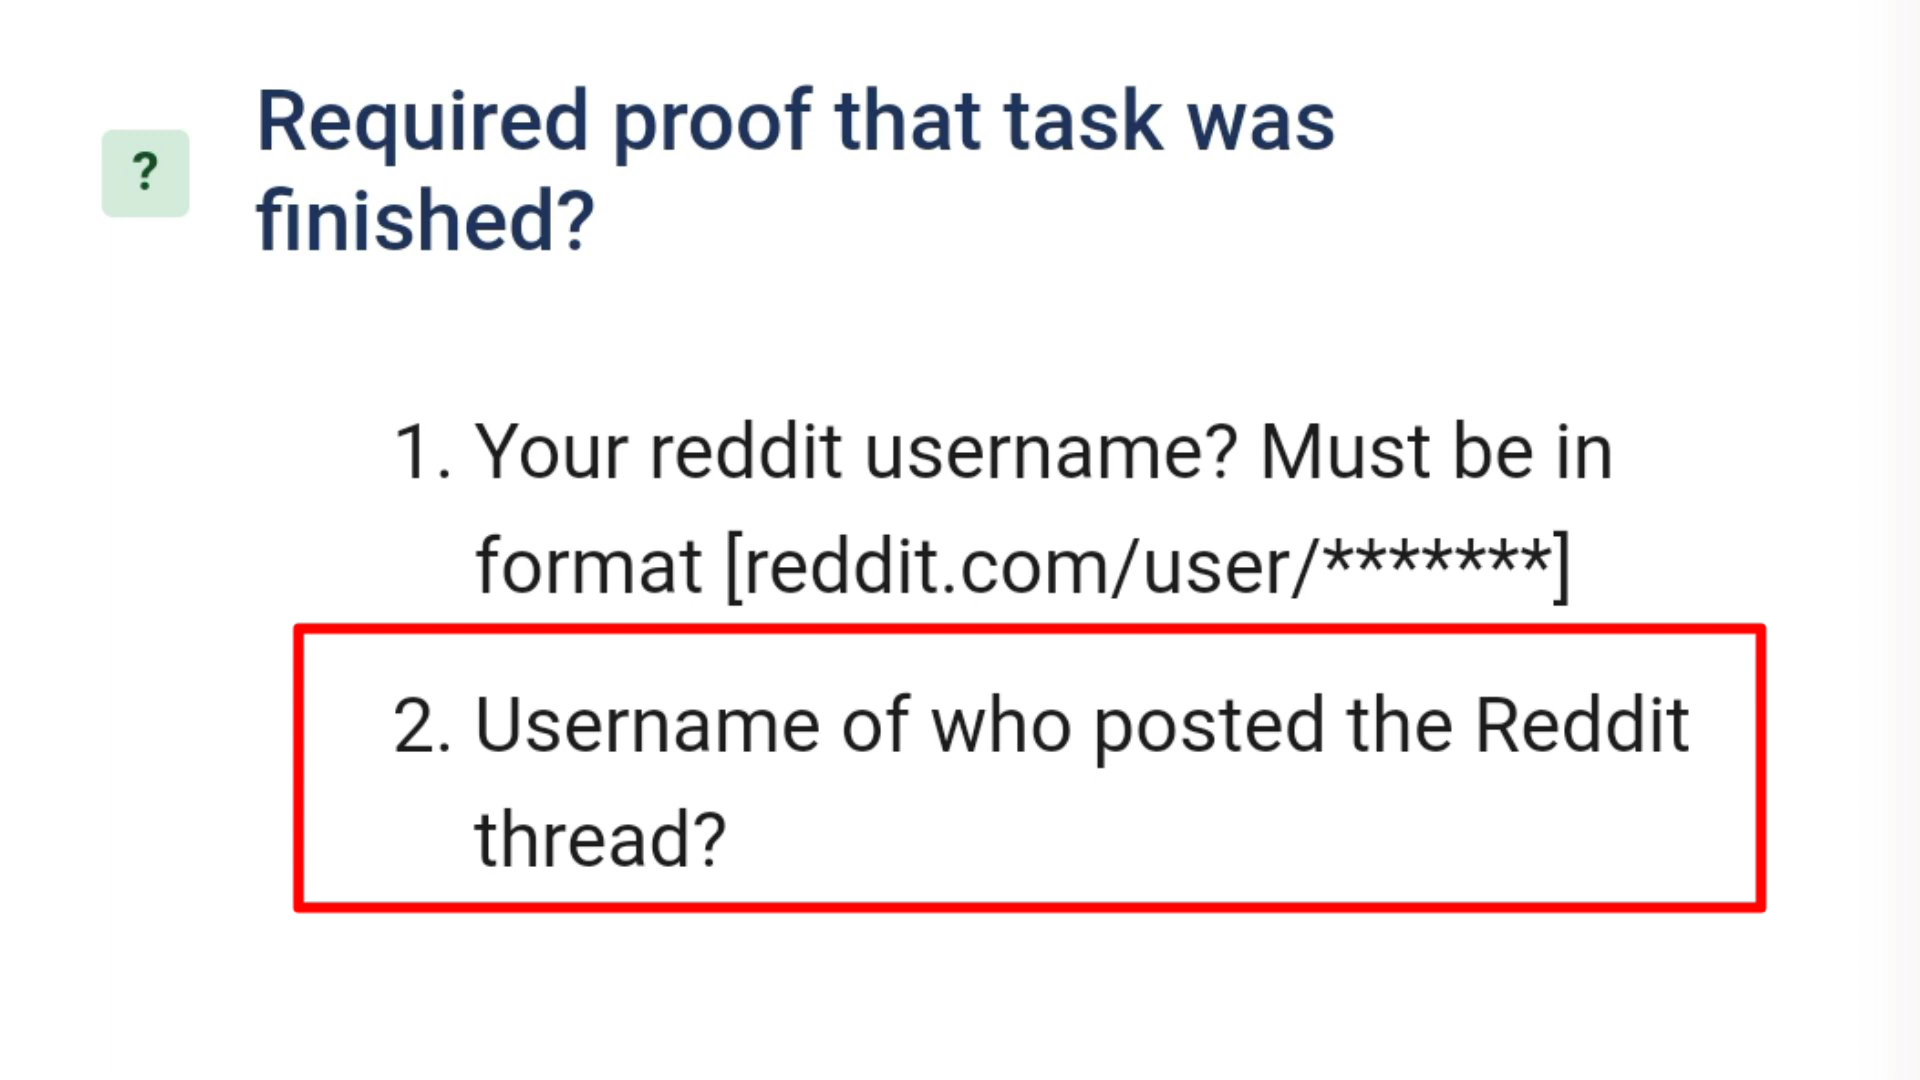 ?
Required proof that task was
finished?
1. Your reddit username? Must be in
format [reddit.com/user/*******]
2. Username of who posted the Reddit
thread?